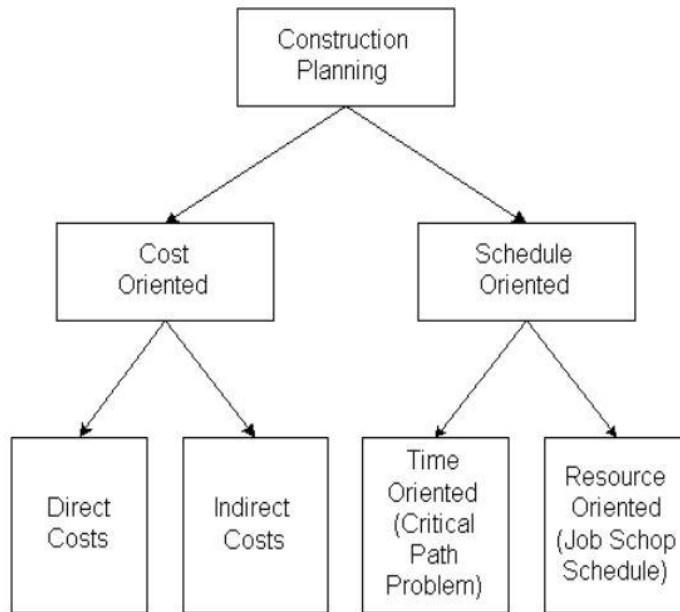 Construction
Planning
Cost
Oriented
Schedule
Oriented
Direct
Costs
Indirect
Costs
Time
Oriented
(Critical
Path
Problem)
Resource
Oriented
(Job Schop
Schedule)